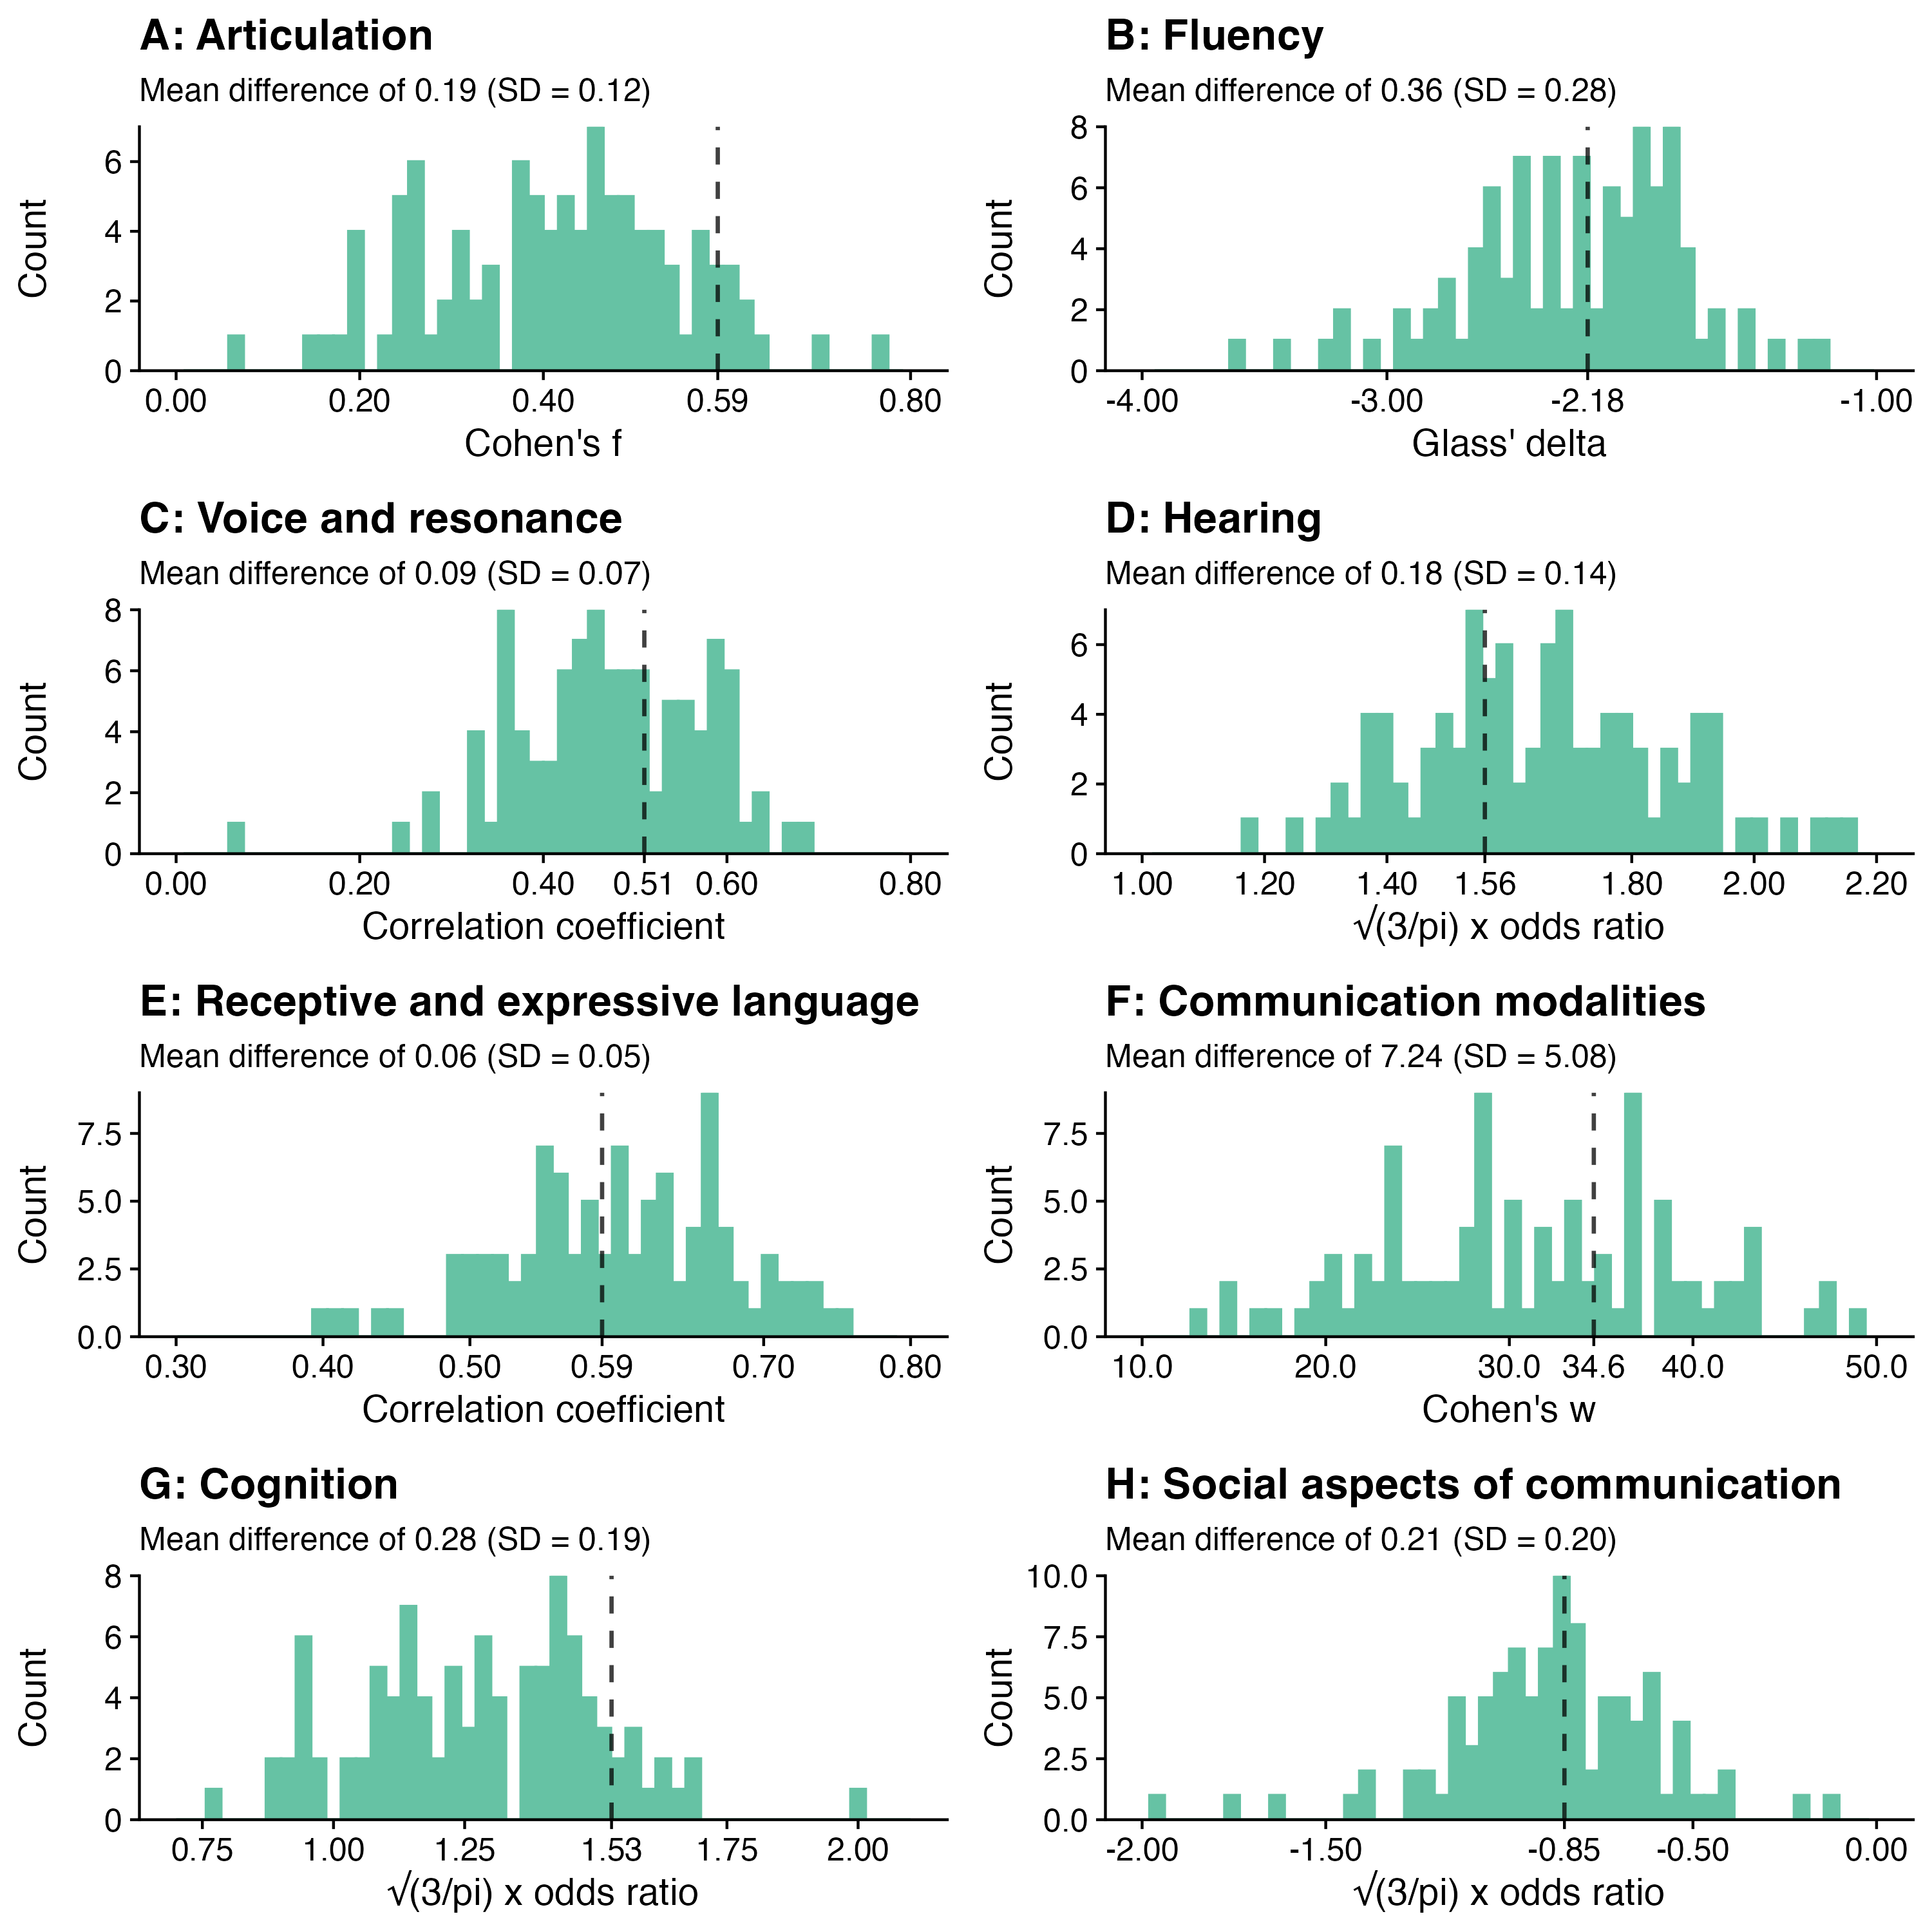 A: Articulation
Mean difference of 0.19 (SD = 0.12)
Count
6
4
2
0
0.00 0.20 0.40 0.59 0.80
Cohen's f
B: Fluency
Mean difference of 0.36 (SD = 0.28)
Count
8
6
4
2
0
-4.00 -3.00 -2.18 -1.00
Glass' delta
C: Voice and resonance
Mean difference of 0.09 (SD = 0.07)
Count
8
6
4
2
0
0.00 0.20 0.40 0.51 0.60 0.80
Correlation coefficient
D: Hearing
Mean difference of 0.18 (SD = 0.14)
Count
6
4
2
0
1.00 1.20 1.40 1.56 1.80 2.00 2.20
√(3/pi) x odds ratio
E: Receptive and expressive language
Mean difference of 0.06 (SD = 0.05)
Count
7.5
5.0
2.5
0.0
0.30 0.40 0.50 0.59 0.70 0.80
Correlation coefficient
F: Communication modalities
Mean difference of 7.24 (SD = 5.08)
Count
7.5
5.0
2.5
0.0
10.0 20.0 30.0 34.6 40.0 50.0
Cohen's w
G: Cognition
Mean difference of 0.28 (SD = 0.19)
Count
8
6
4
2
0
0.75 1.00 1.25 1.53 1.75 2.00
√(3/pi) x odds ratio
H: Social aspects of communication
Mean difference of 0.21 (SD = 0.20)
Count
10.0
7.5
5.0
2.5
0.0
-2.00 -1.50 -0.85 -0.50 0.00
√(3/pi) x odds ratio